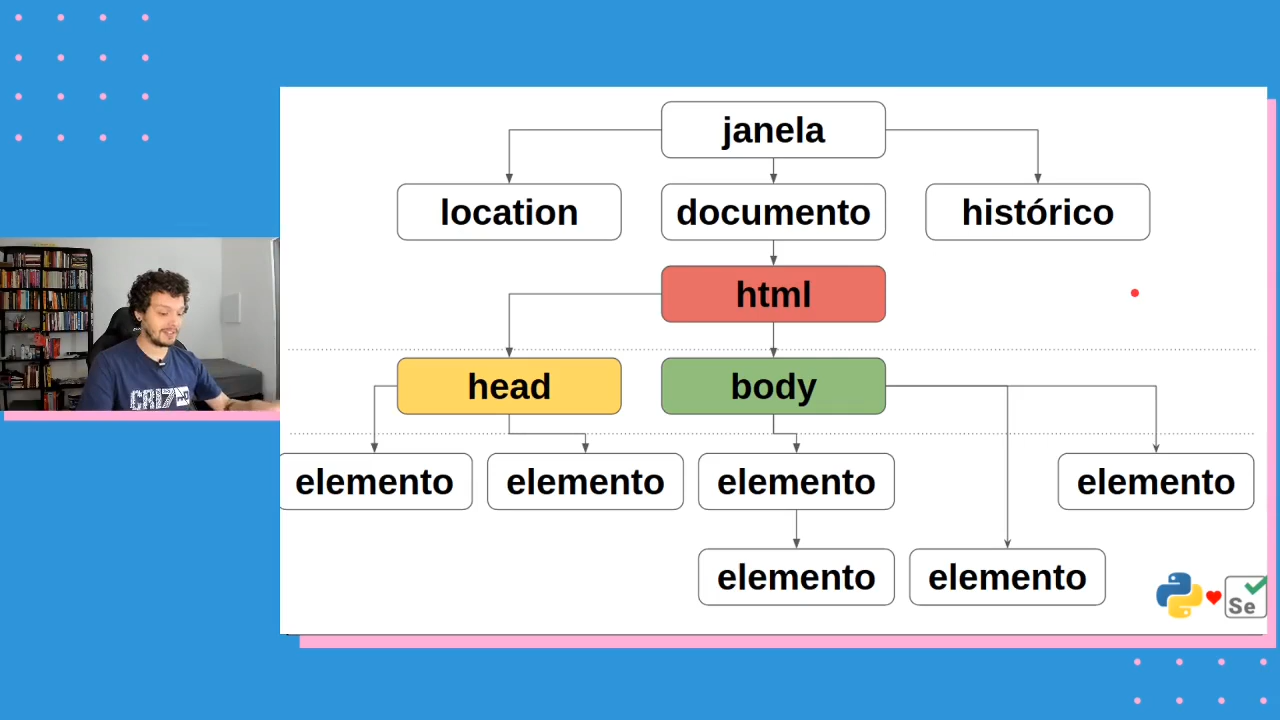 janela
location
documento
histórico
html
head
body
elemento
elemento
elemento
elemento
elemento
elemento
Se